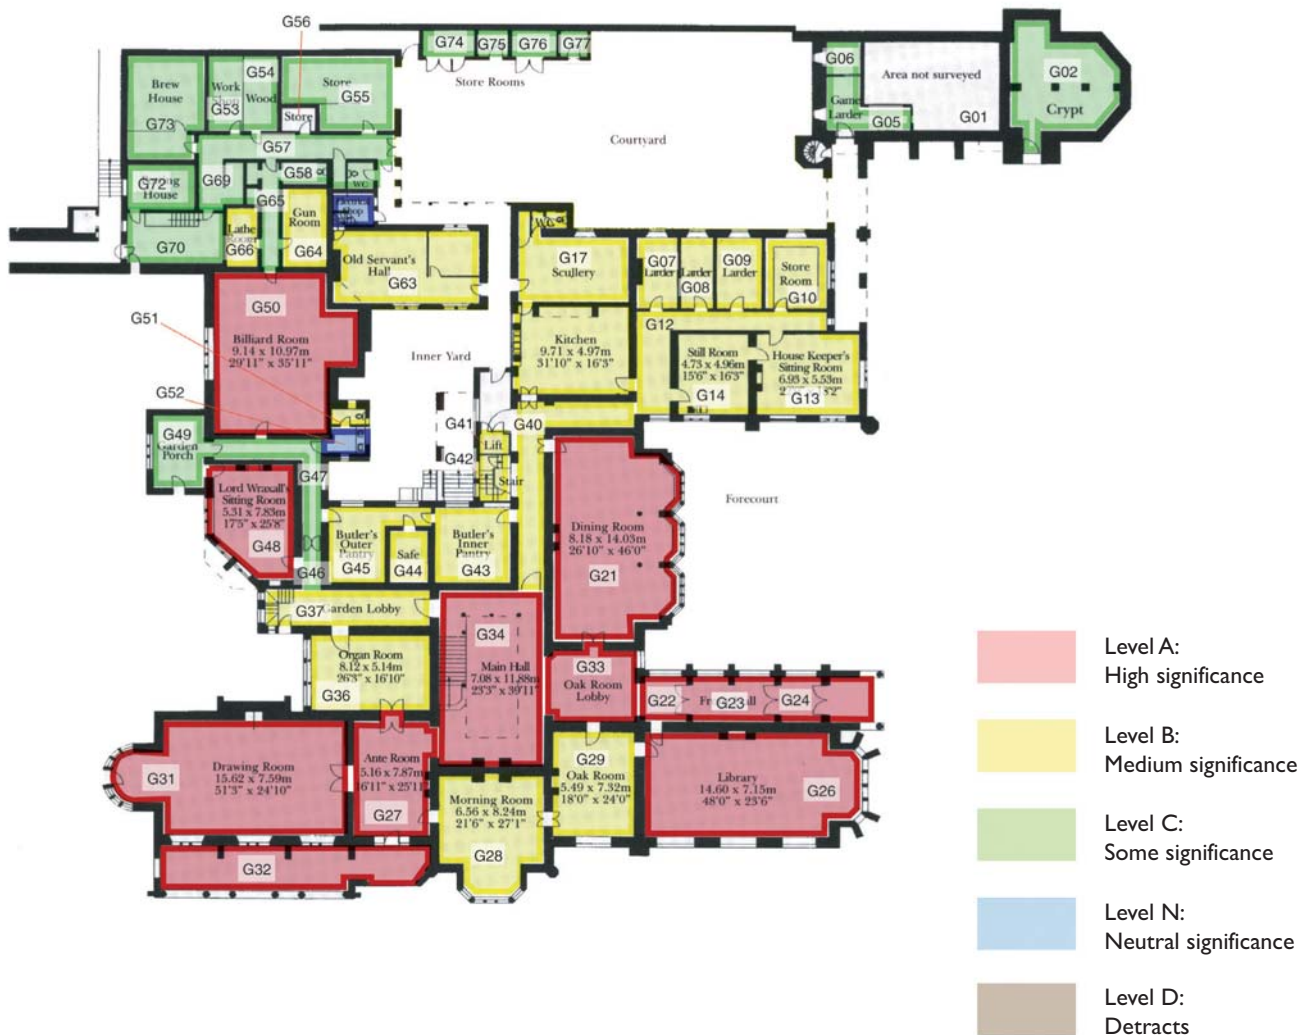 G56
G74
G75
G76
G77
Store Rooms
G06
Area not surveyed
G01
Game
Larder
G05
G02
Crypt
Brew
House
G73
Work
G53
G54
Wood
Store
G55
Store
G57
Courtyard
G72
House
G69
G58
WC
G65
G70
Lathe
G66
Gun
Room
G64
Shop
Old Servant's
Hall
G63
WC
G17
Scullery
G07
Larder
Larder
G08
G09
Larder
Store
Room
G10
G50
Billiard Room
9.14 x 10.97m
29'11" x 35'11"
G51
G52
Inner Yard
Kitchen
9.71 x 4.97m
31'10" x 16'3"
G12
Still Room
4.73 x 4.96m
15'6" x 16'3"
G14
House Keeper's
Sitting Room
6.93 x 5.53m
G13
G41
G40
G42
Lift
Stair
G49
Garden
Porch
G47
Lord Wraxall's
Sitting Room
5.31 x 7.83m
17'5" x 25'8"
G48
G46
Forecourt
Dining Room
8.18 x 14.03m
26'10" x 46'0"
G21
Butler's
Outer
Pantry
G45
Safe
G44
Butler's
Inner
Pantry
G43
G37
Garden Lobby
G34
Main Hall
7.08 x 11.88m
23'3" x 39'11"
Organ Room
8.12 x 5.14m
26'3" x 16'10"
G36
G33
Oak Room
Lobby
G22
G23
G24
G31
Drawing Room
15.62 x 7.59m
51'3" x 24'10"
Ante Room
5.16 x 7.87m
6'11" x 25'11"
G27
G29
Oak Room
5.49 x 7.32m
18'0" x 24'0"
Library
14.60 x 7.15m
48'0" x 23'6"
G26
Morning Room
6.56 x 8.24m
21'6" x 27'1"
G28
G32
Level A:
High significance
Level B:
Medium significance
Level C:
Some significance
Level N:
Neutral significance
Level D:
Detracts